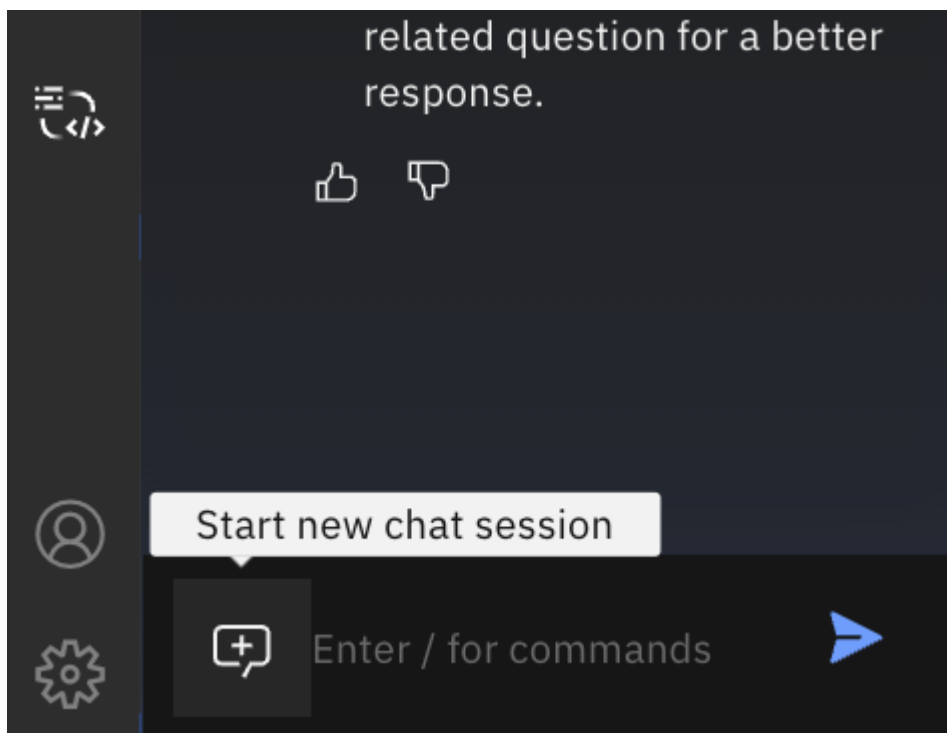 related question for a better
response.
Start new chat session
Enter / for commands